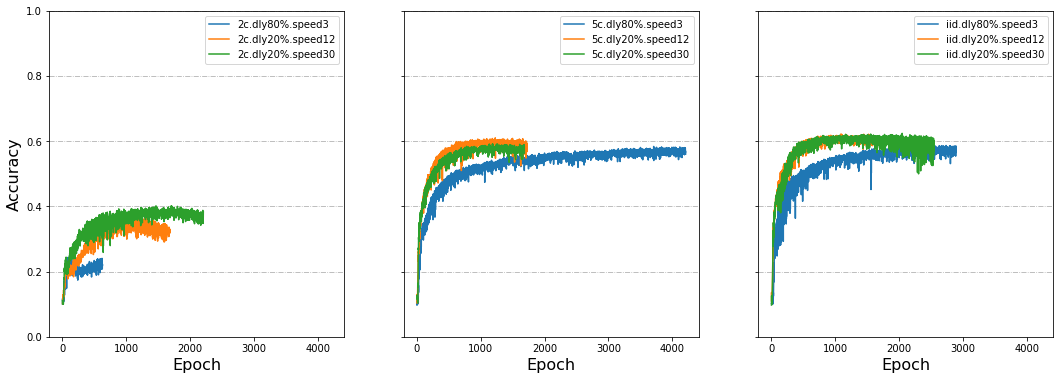 1.0
0.8
0.6
0.4
0.2
0.0
Accuracy
2c.dly80%.speed3
2c.dly20%.speed12
2c.dly20%.speed30
0 1000 2000 3000 4000
Epoch
5c.dly80%.speed3
5c.dly20%.speed12
5c.dly20%.speed30
0 1000 2000 3000 4000
Epoch
iid.dly80%.speed3
iid.dly20%.speed12
iid.dly20%.speed30
0 1000 2000 3000 4000
Epoch